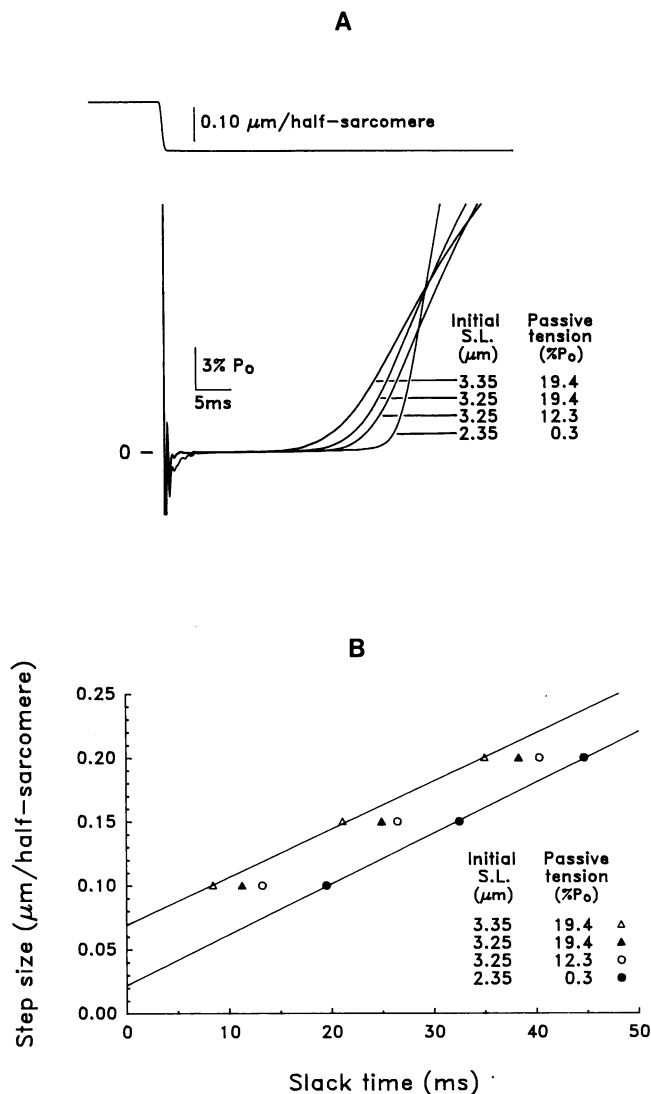 A
0.10 μm/half-sarcomere
Initial Passive
S.L. tension
(μm) (%Po)
3% Po
5ms
3.35 19.4
3.25 19.4
3.25 12.3
2.35 0.3
0
B
Step size (μm/half-sarcomere)
0.25
0.20
0.15
0.10
0.05
0.00
Initial Passive
S.L. tension
(μm) (%Po)
3.35 19.4
3.25 19.4
3.25 12.3
2.35 0.3
0 10 20 30 40 50
Slack time (ms)